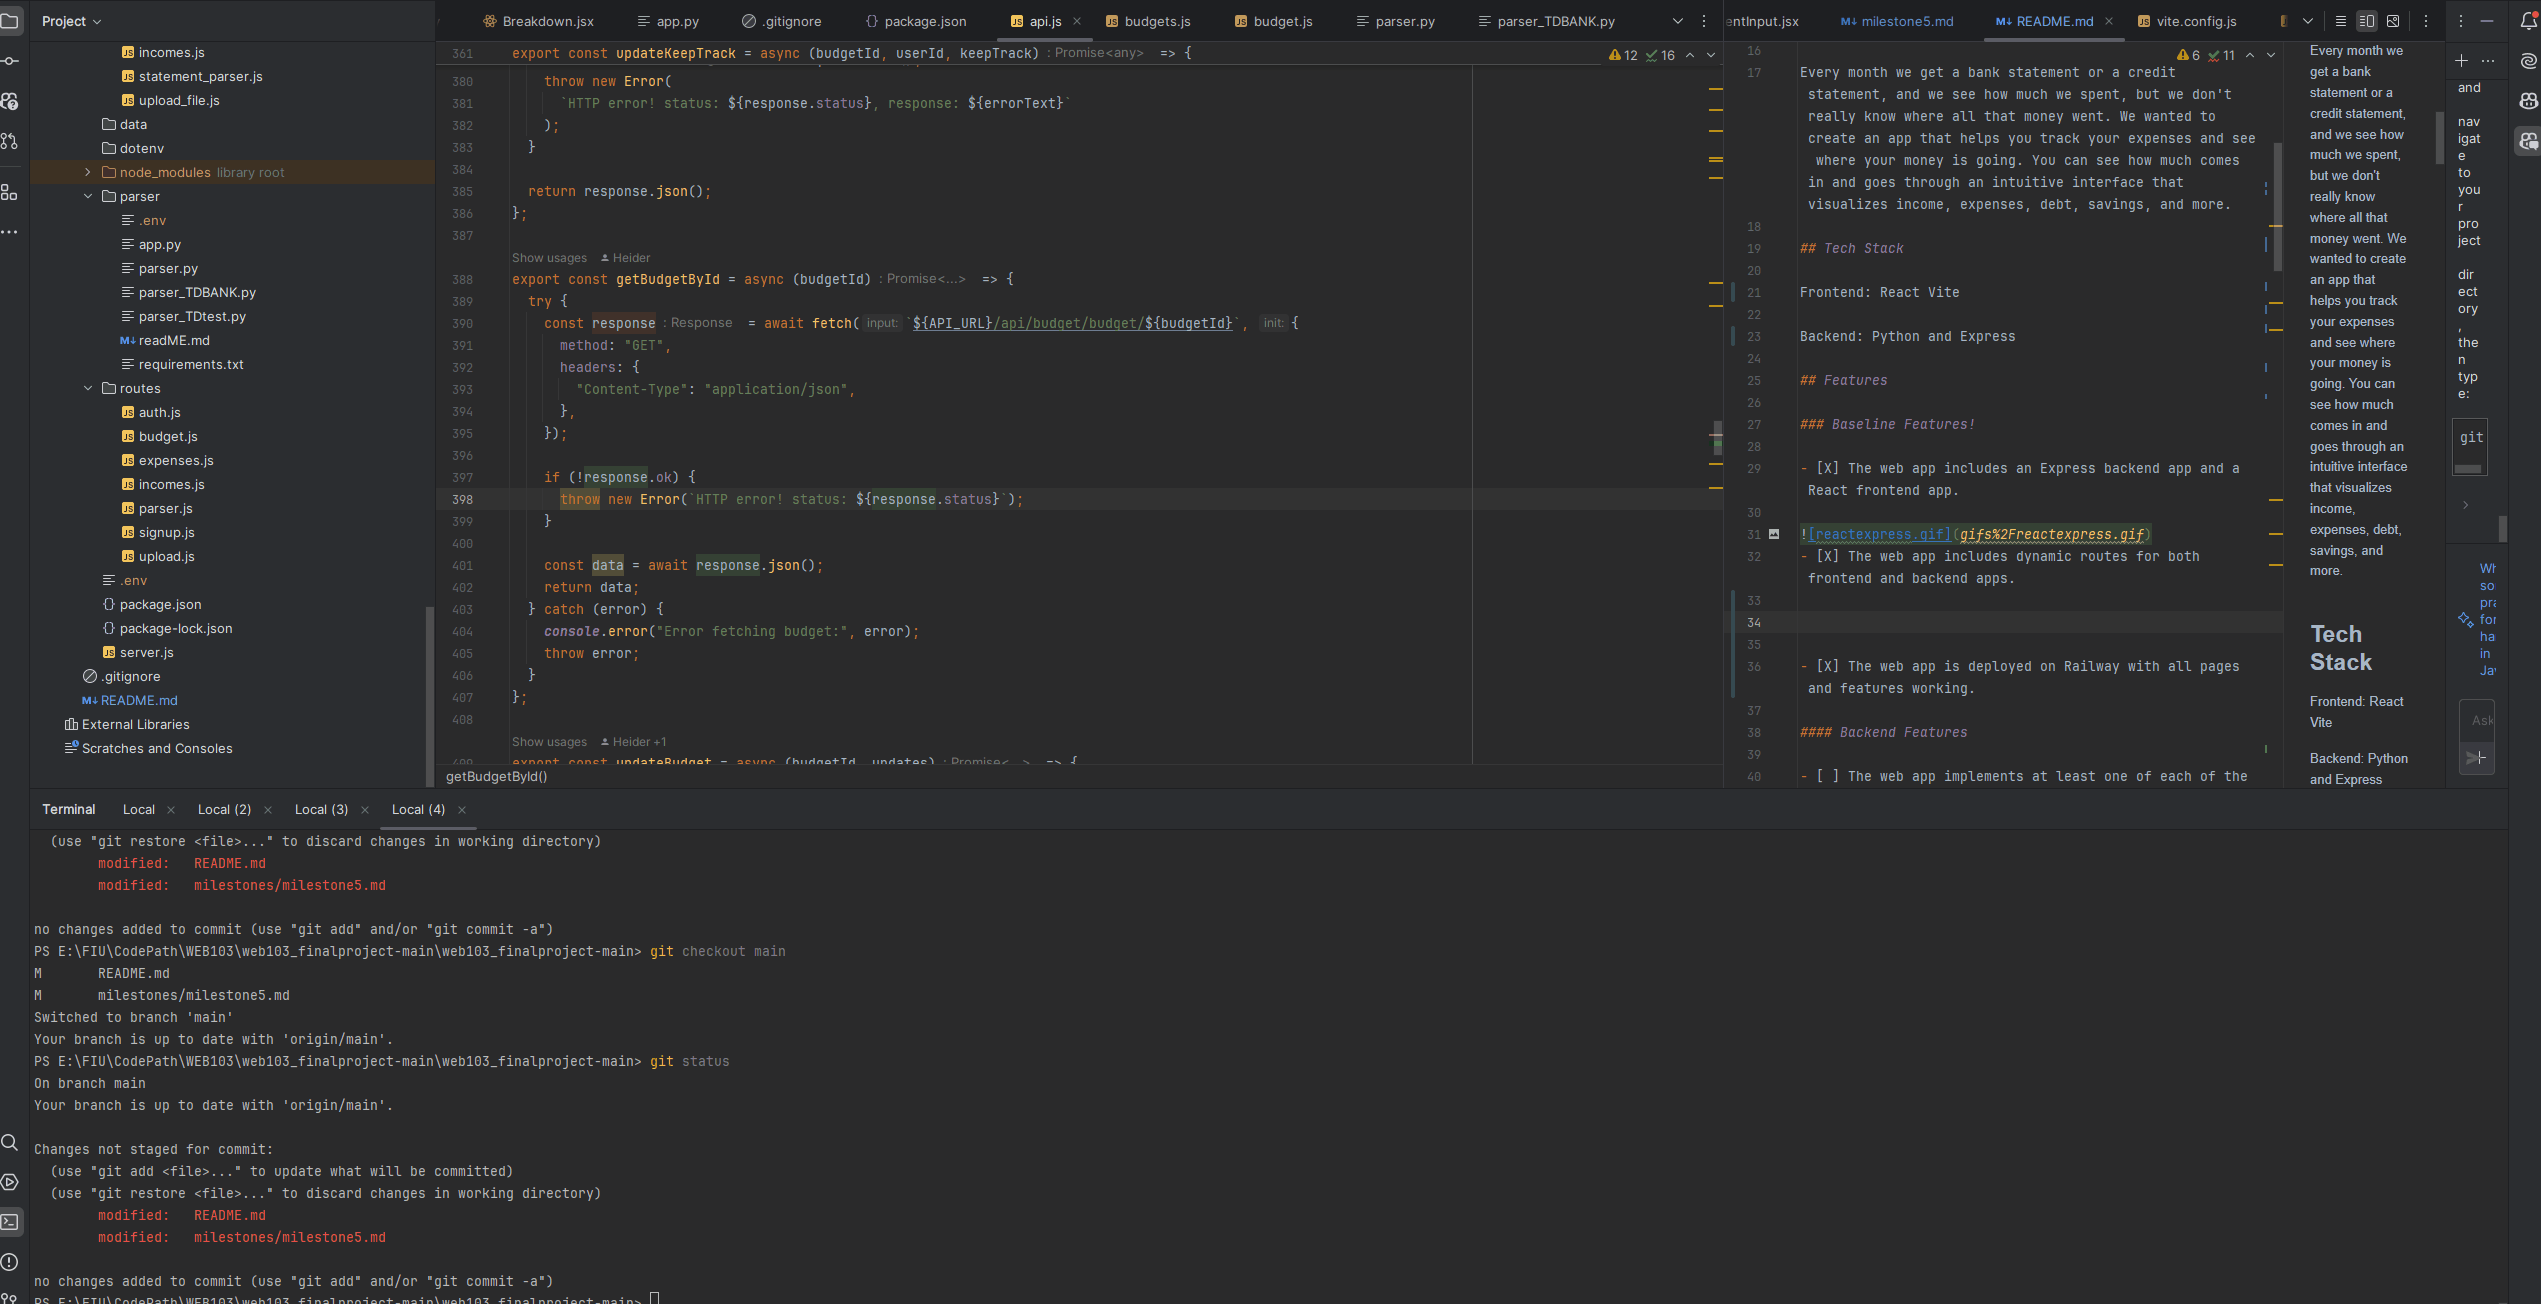 Project
incomes.js
statement_parser.js
upload_file.js
data
dotenv
node_modules library root
parser
.env
app.py
parser.py
parser_TDBANK.py
parser_TDtest.py
readME.md
requirements.txt
routes
auth.js
budget.js
expenses.js
incomes.js
parser.js
signup.js
upload.js
.env
package.json
package-lock.json
server.js
.gitignore
README.md
External Libraries
Scratches and Consoles
Breakdown.jsx
app.py
.gitignore
package.json
api.js
budgets.js
budget.js
parser.py
parser_TDBANK.py
12 16
361 export const updateKeepTrack = async (budgetId, userId, keepTrack) : Promise<any> => {
380 throw new Error(
381 `HTTP error! status: ${response.status}, response: ${errorText}`
382 );
383 }
384
385 return response.json();
386 };
387
Show usages Heider
388 export const getBudgetById = async (budgetId) : Promise<...> => {
389 try {
390 const response : Response = await fetch( input: `${API_URL}/api/budget/budget/${budgetId}`, init: {
391 method: "GET",
392 headers: {
393 "Content-Type": "application/json",
394 },
395 });
396
397 if (!response.ok) {
398 throw new Error(`HTTP error! status: ${response.status}`);
399 }
400
401 const data = await response.json();
402 return data;
403 } catch (error) {
404 console.error("Error fetching budget:", error);
405 throw error;
406 }
407 };
408
Show usages Heider +1
409 export const updateBudget = async (budgetId, updates) : Promise<...> => {
getBudgetById()
entInput.jsx
milestone5.md
README.md
vite.config.js
6 11
16
17 Every month we get a bank statement or a credit
statement, and we see how much we spent, but we don't
really know where all that money went. We wanted to
create an app that helps you track your expenses and see
where your money is going. You can see how much comes
in and goes through an intuitive interface that
visualizes income, expenses, debt, savings, and more.
18
19 ## Tech Stack
20
21 Frontend: React Vite
22
23 Backend: Python and Express
24
25 ## Features
26
27 ### Baseline Features!
28
29 - [X] The web app includes an Express backend app and a
React frontend app.
30
31 ![reactexpress.gif](gifs%2Freactexpress.gif)
32 - [X] The web app includes dynamic routes for both
frontend and backend apps.
33
34
35
36 - [X] The web app is deployed on Railway with all pages
and features working.
37
38 #### Backend Features
39
40 - [ ] The web app implements at least one of each of the
Every month we
get a bank
statement or a
credit statement,
and we see how
much we spent,
but we don't
really know
where all that
money went. We
wanted to create
an app that
helps you track
your expenses
and see where
your money is
going. You can
see how much
comes in and
goes through an
intuitive interface
that visualizes
income,
expenses, debt,
savings, and
more.
Tech
Stack
Frontend: React
Vite
Backend: Python
and Express
and
nav
igat
e
to
you
r
pro
ject
dir
ect
ory
,
the
n
typ
e:
git
so
for
ha
in
Terminal
Local
Local (2)
Local (3)
Local (4)
(use "git restore <file>..." to discard changes in working directory)
modified: README.md
modified: milestones/milestone5.md
no changes added to commit (use "git add" and/or "git commit -a")
PS E:\FIU\CodePath\WEB103\web103_finalproject-main\web103_finalproject-main> git checkout main
M README.md
M milestones/milestone5.md
Switched to branch 'main'
Your branch is up to date with 'origin/main'.
PS E:\FIU\CodePath\WEB103\web103_finalproject-main\web103_finalproject-main> git status
On branch main
Your branch is up to date with 'origin/main'.
Changes not staged for commit:
(use "git add <file>..." to update what will be committed)
(use "git restore <file>..." to discard changes in working directory)
modified: README.md
modified: milestones/milestone5.md
no changes added to commit (use "git add" and/or "git commit -a")
PS E:\FIU\CodePath\WEB103\web103_finalproject-main\web103_finalproject-main>